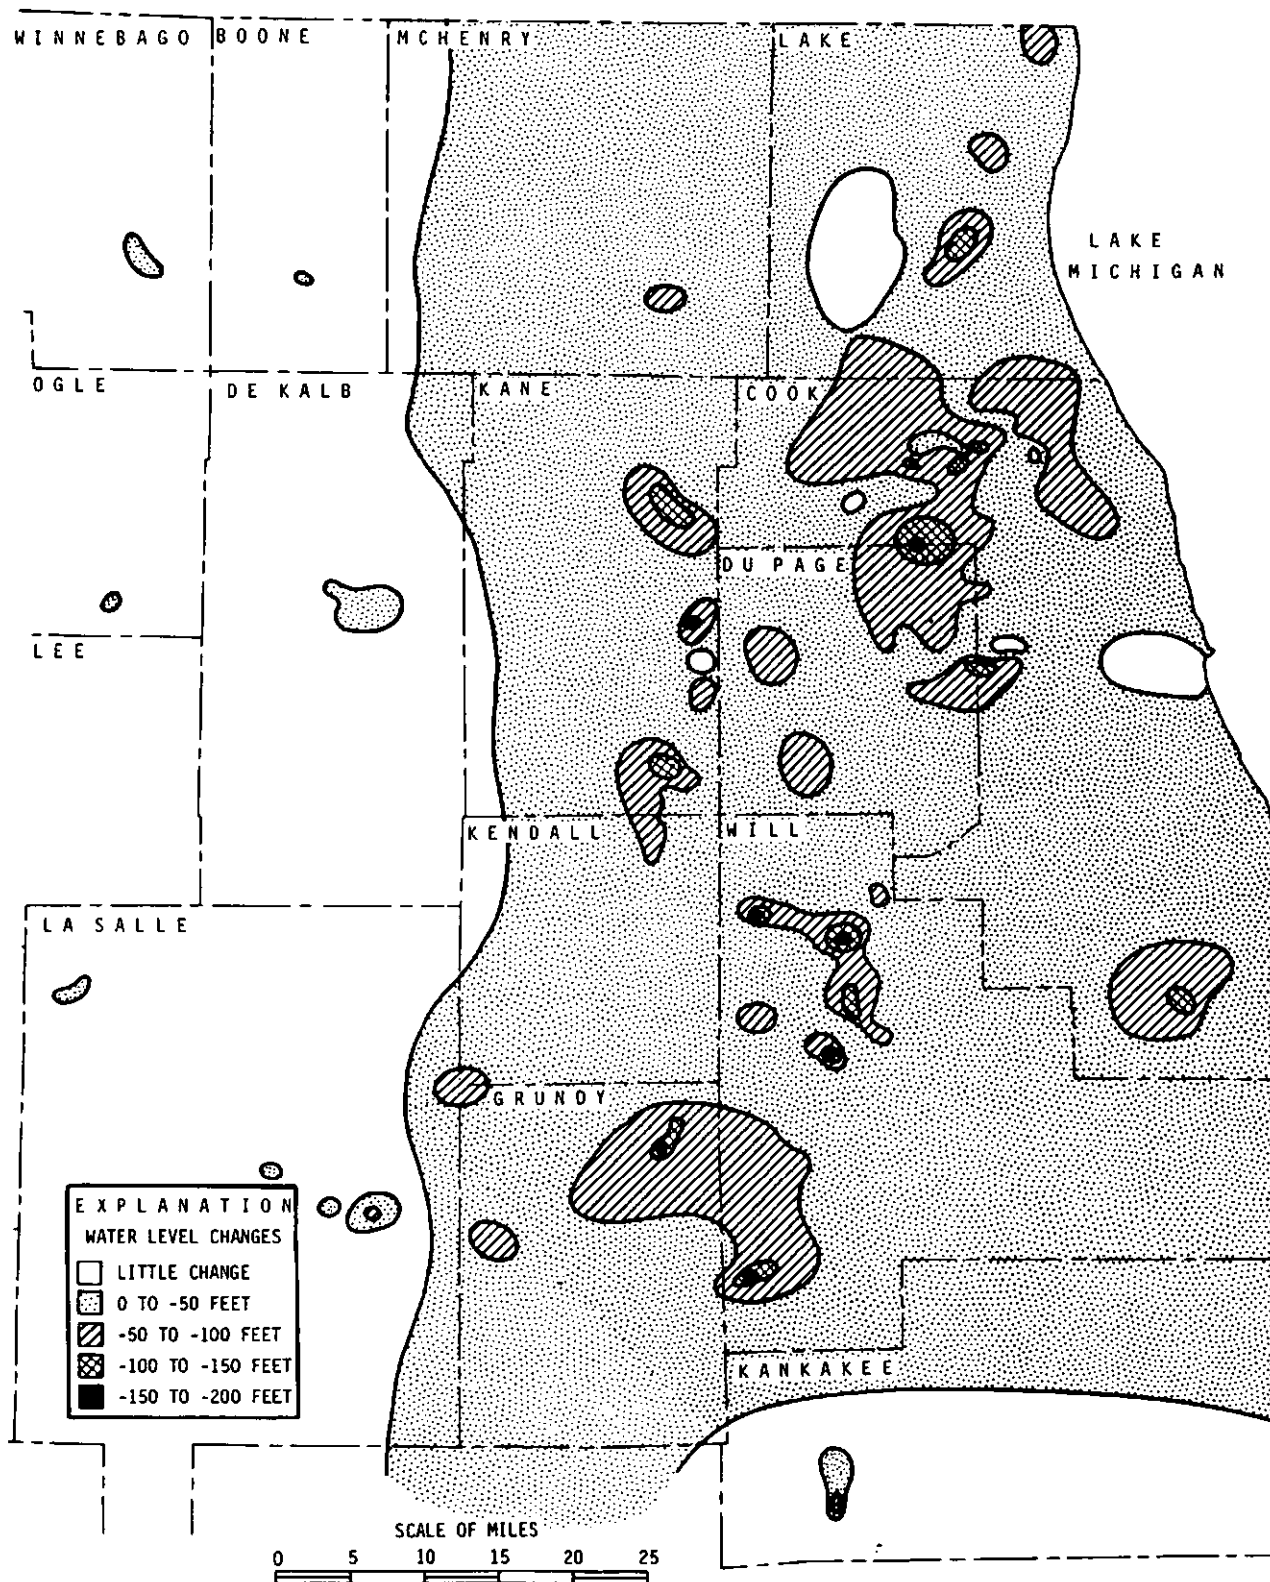 WINNEBAGO
BOONE
MCHENRY
LAKE
LAKE
MICHIGAN
OGLE
DE KALB
KANE
COOK
DU PAGE
LEE
KENDALL
WILL
LA SALLE
GRUNDY
EXPLANATION
WATER LEVEL CHANGES
LITTLE CHANGE
0 TO -50 FEET
-50 TO -100 FEET
-100 TO -150 FEET
-150 TO -200 FEET
KANKAKEE
SCALE OF MILES
0 5 10 15 20 25